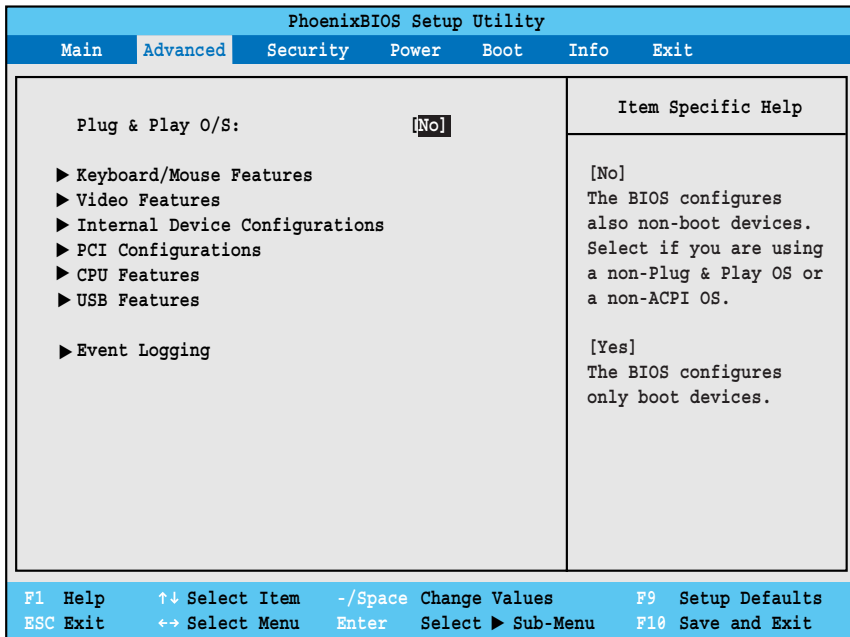 PhoenixBIOS Setup Utility
Main Advanced Security Power Boot Info Exit
Plug & Play O/S: [No]
▶ Keyboard/Mouse Features
▶ Video Features
▶ Internal Device Configurations
▶ PCI Configurations
▶ CPU Features
▶ USB Features
▶ Event Logging
Item Specific Help
[No]
The BIOS configures
also non-boot devices.
Select if you are using
a non-Plug & Play OS or
a non-ACPI OS.
[Yes]
The BIOS configures
only boot devices.
F1 Help ↑↓ Select Item -/Space Change Values F9 Setup Defaults
ESC Exit ←→ Select Menu Enter Select ▶ Sub-Menu F10 Save and Exit